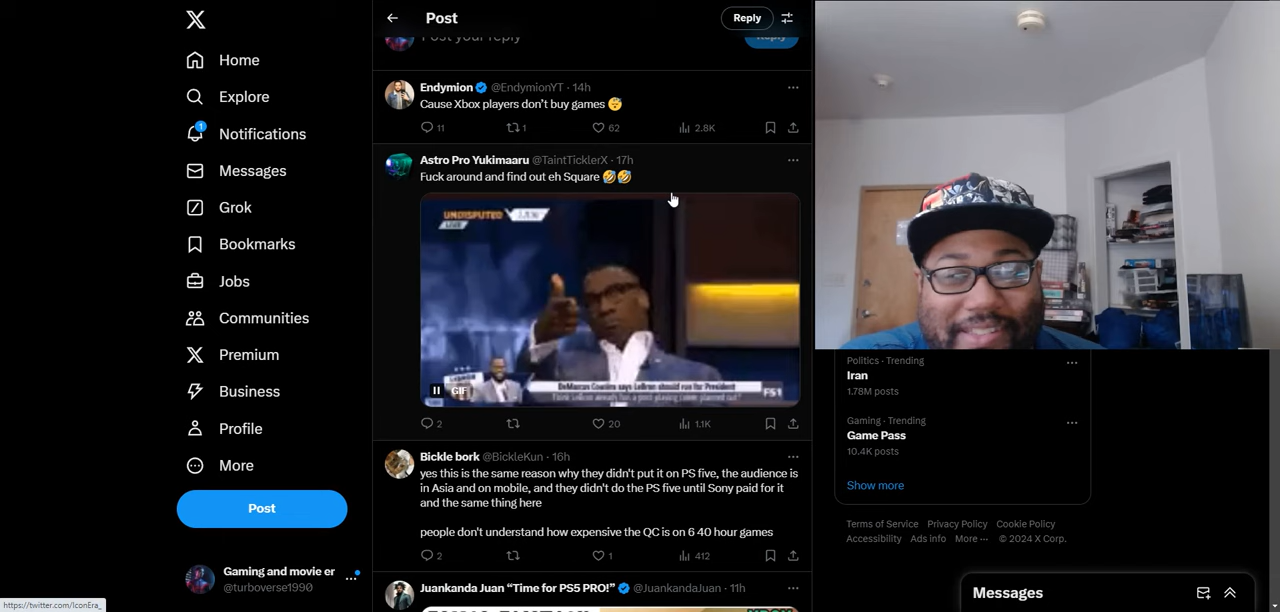 Post
Reply
Post your reply
Reply
Home
Explore
1
Notifications
Messages
Grok
Bookmarks
Jobs
Communities
Premium
Business
Profile
More
Post
Gaming and movie er
@turboverse1990
https://twitter.com/IconEra_
Endymion @EndymionYT · 14h
Cause Xbox players don't buy games 😴
11 1 62 2.8K
Astro Pro Yukimaaru @TaintTicklerX · 17h
Fuck around and find out eh Square 🤣🤣
UNDISPUTED
LIVE
DeMarcus Cousins says LeBron should run for President
GIF
FS1
2 20 1.1K
Bickle bork @BickleKun · 16h
yes this is the same reason why they didn't put it on PS five, the audience is
in Asia and on mobile, and they didn't do the PS five until Sony paid for it
and the same thing here
people don't understand how expensive the QC is on 6 40 hour games
2 1 412
Juankanda Juan "Time for PS5 PRO!" @JuankandaJuan · 11h
Politics · Trending
Iran
1.78M posts
Gaming · Trending
Game Pass
10.4K posts
Show more
Terms of Service Privacy Policy Cookie Policy
Accessibility Ads info More ··· © 2024 X Corp.
Messages